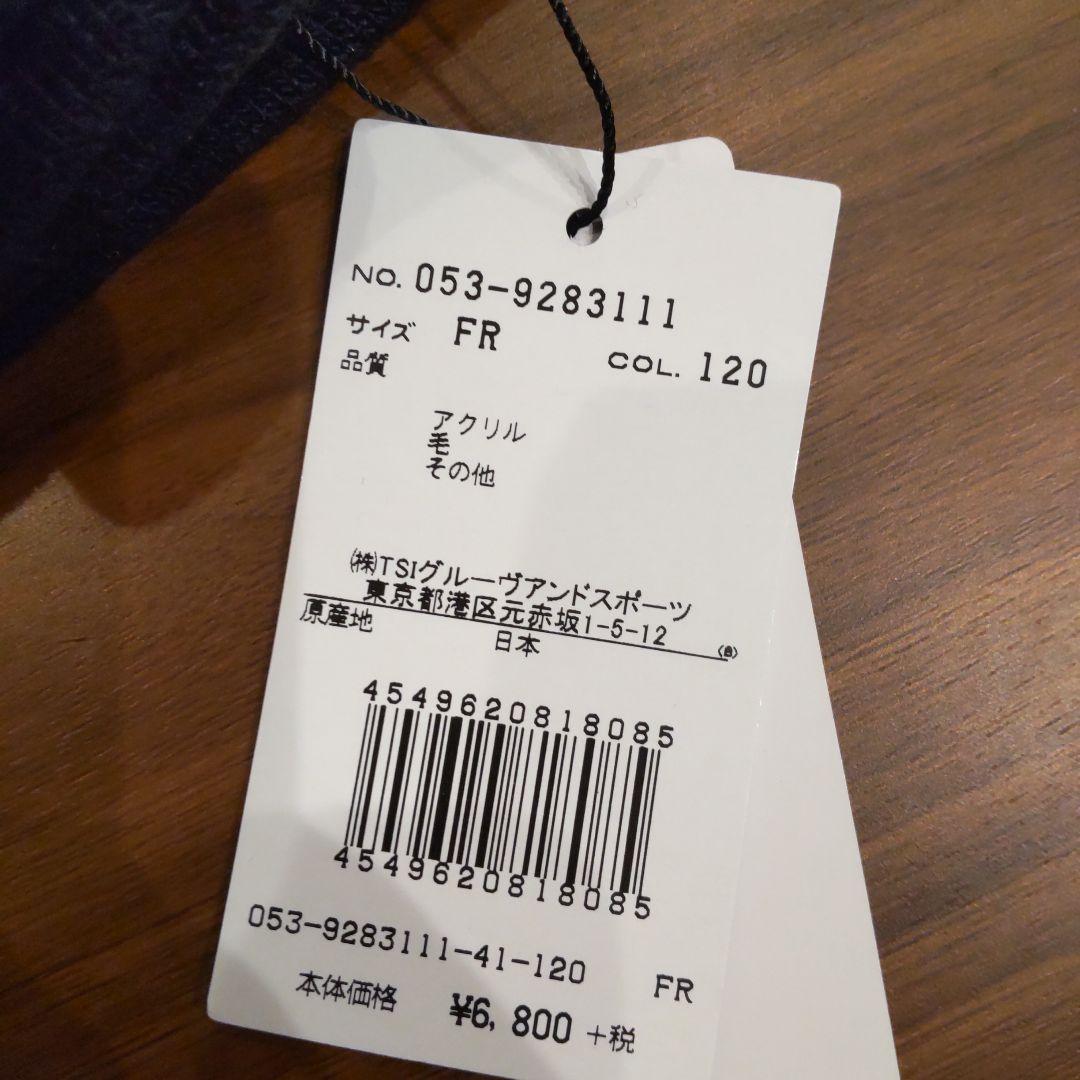 NO. 053-9283111
サイズ FR
COL. 120
品質
アクリル
毛
その他
㈱TSIグルーヴアンドスポーツ
東京都港区元赤坂1-5-12
原産地 日本
4549620818085
4549620818085
053-9283111-41-120 FR
本体価格 ¥6,800 +税